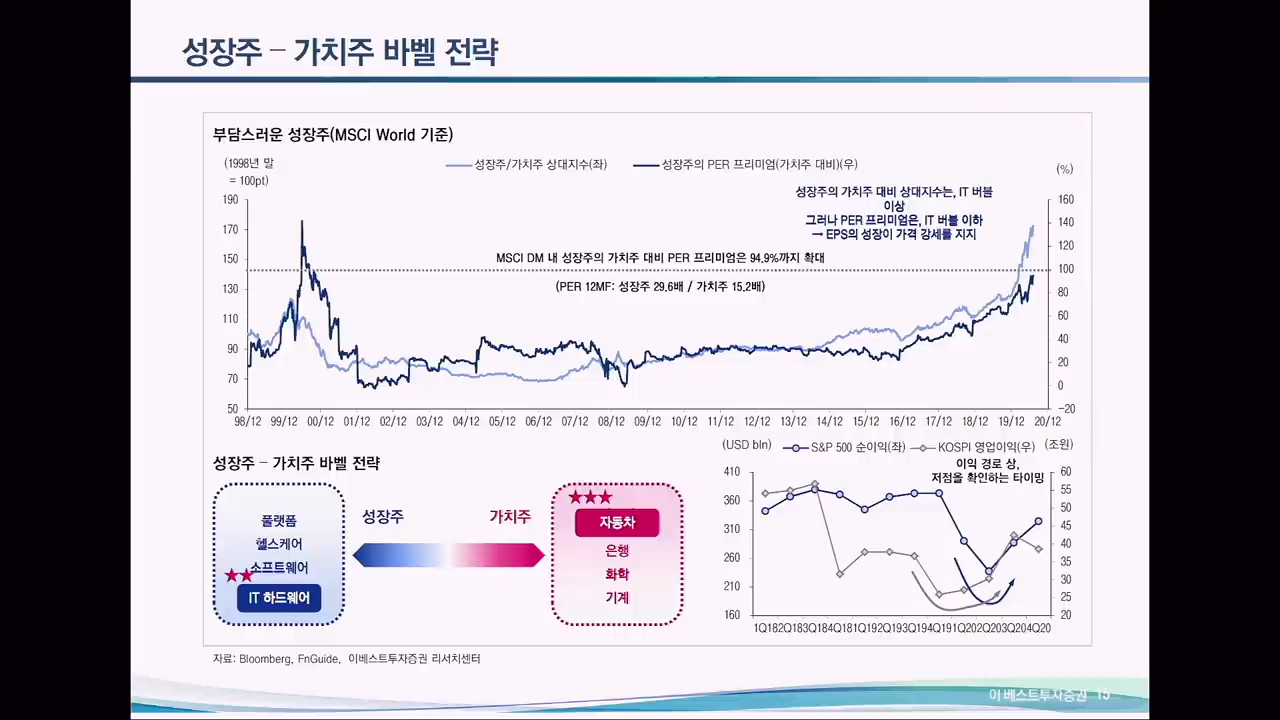 성장주 – 가치주 바벨 전략
부담스러운 성장주(MSCI World 기준)
(1998년 말
= 100pt)
성장주/가치주 상대지수(좌)
성장주의 PER 프리미엄(가치주 대비)(우)
(%)
성장주의 가치주 대비 상대지수는, IT 버블
이상
그러나 PER 프리미엄은, IT 버블 이하
→ EPS의 성장이 가격 강세를 지지
MSCI DM 내 성장주의 가치주 대비 PER 프리미엄은 94.9%까지 확대
(PER 12MF: 성장주 29.6배 / 가치주 15.2배)
190
170
150
130
110
90
70
50
160
140
120
100
80
60
40
20
0
-20
98/12 99/12 00/12 01/12 02/12 03/12 04/12 05/12 06/12 07/12 08/12 09/12 10/12 11/12 12/12 13/12 14/12 15/12 16/12 17/12 18/12 19/12 20/12
성장주 – 가치주 바벨 전략
플랫폼
헬스케어
★★소프트웨어
IT 하드웨어
성장주
가치주
★★★
자동차
은행
화학
기계
(USD bln)
S&P 500 순이익(좌)
KOSPI 영업이익(우)
(조원)
이익 경로 상,
저점을 확인하는 타이밍
410
360
310
260
210
160
60
55
50
45
40
35
30
25
20
1Q182Q183Q184Q181Q192Q193Q194Q191Q202Q203Q204Q20
자료: Bloomberg, FnGuide, 이베스트투자증권 리서치센터
이베스트투자증권 15